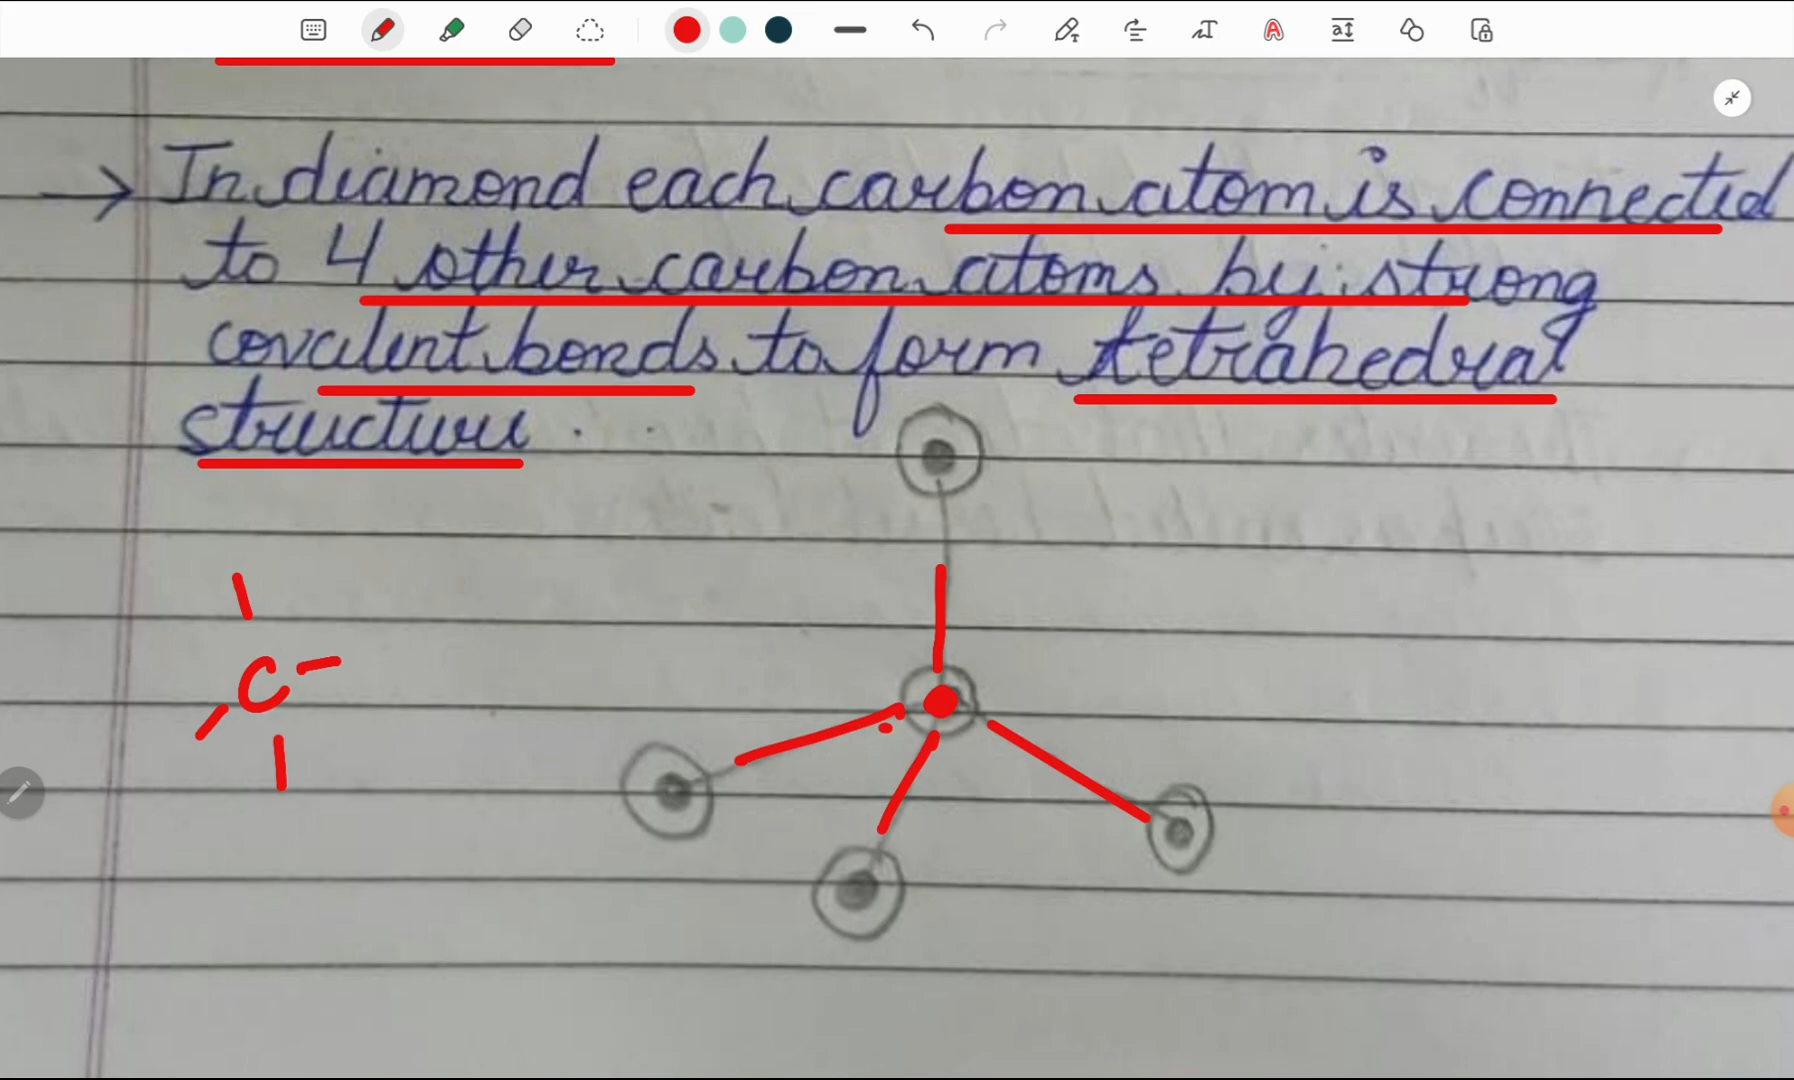 → In diamond each carbon atom is connected
to 4 other carbon atoms by strong
covalent bonds to form tetrahedral
structure.
C